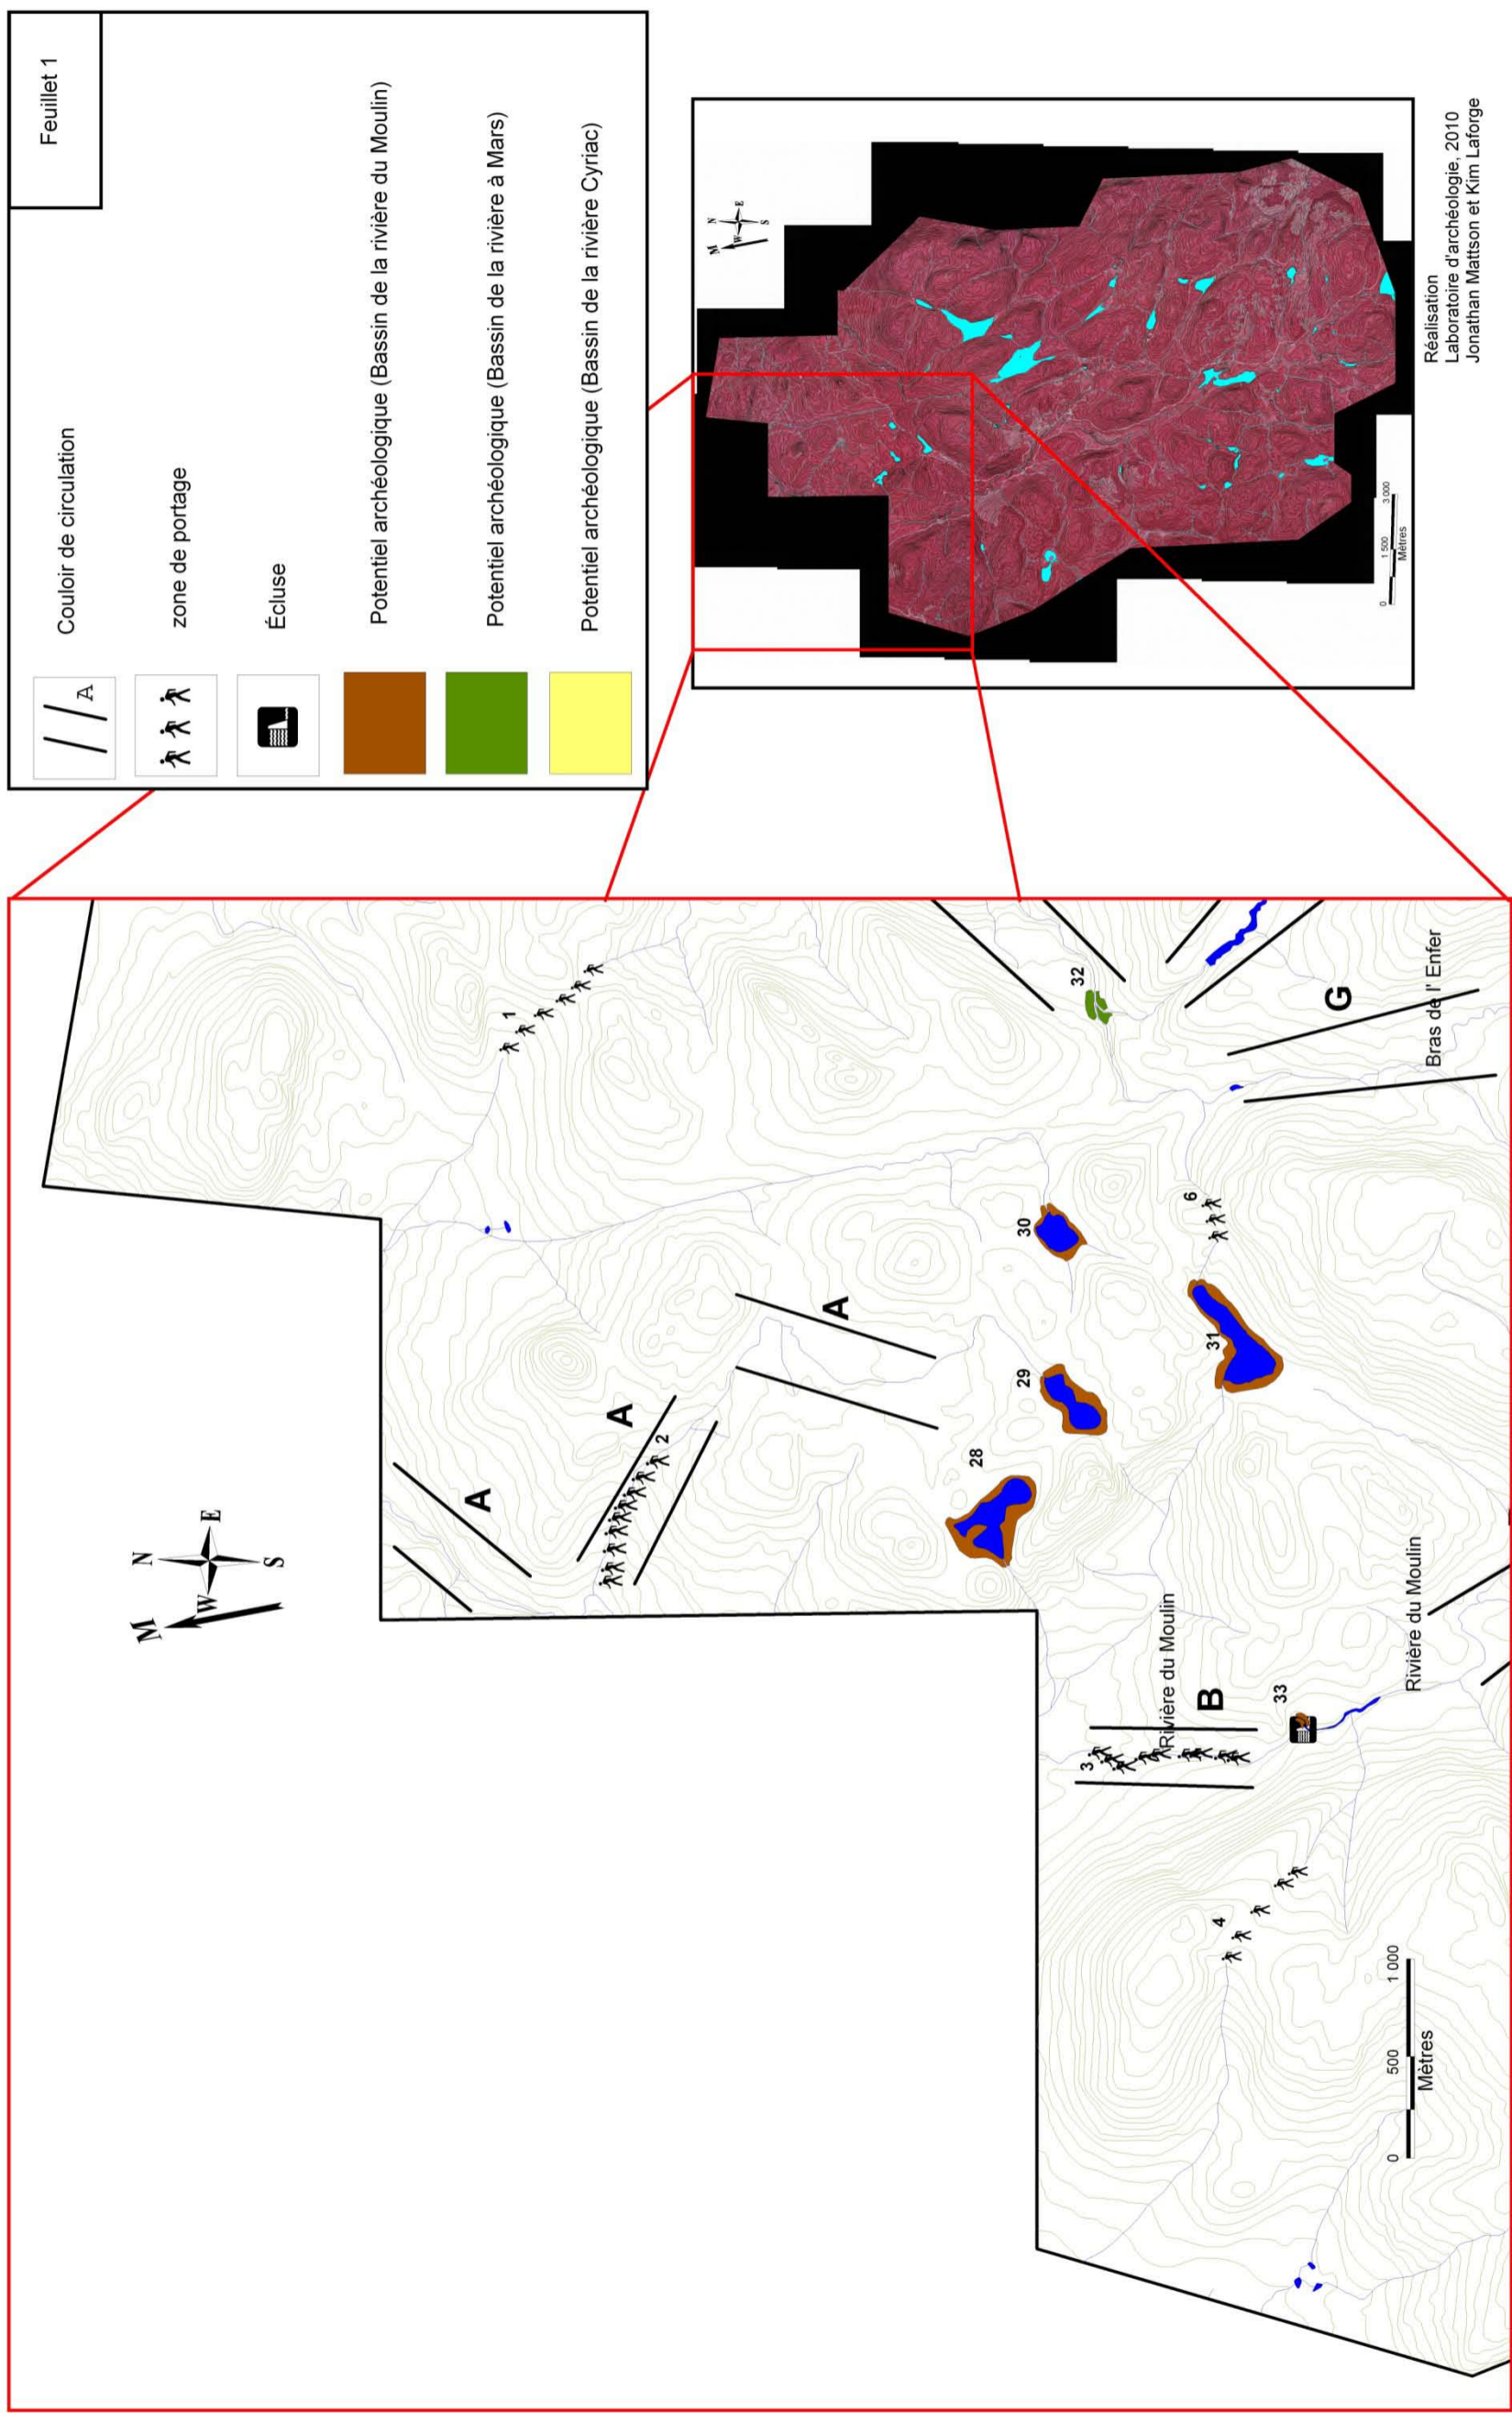 Feuillet 1
A
Couloir de circulation
zone de portage
Écluse
Potentiel archéologique (Bassin de la rivière du Moulin)
Potentiel archéologique (Bassin de la rivière à Mars)
Potentiel archéologique (Bassin de la rivière Cyriac)
M
N
W
E
S
0
1 500
3 000
Mètres
Réalisation
Laboratoire d'archéologie, 2010
Jonathan Mattson et Kim Laforge
M
N
W
E
S
1
A
A
2
A
28
29
30
32
6
31
G
Bras de l' Enfer
3
Rivière du Moulin
B
33
Rivière du Moulin
4
0
500
1 000
Mètres